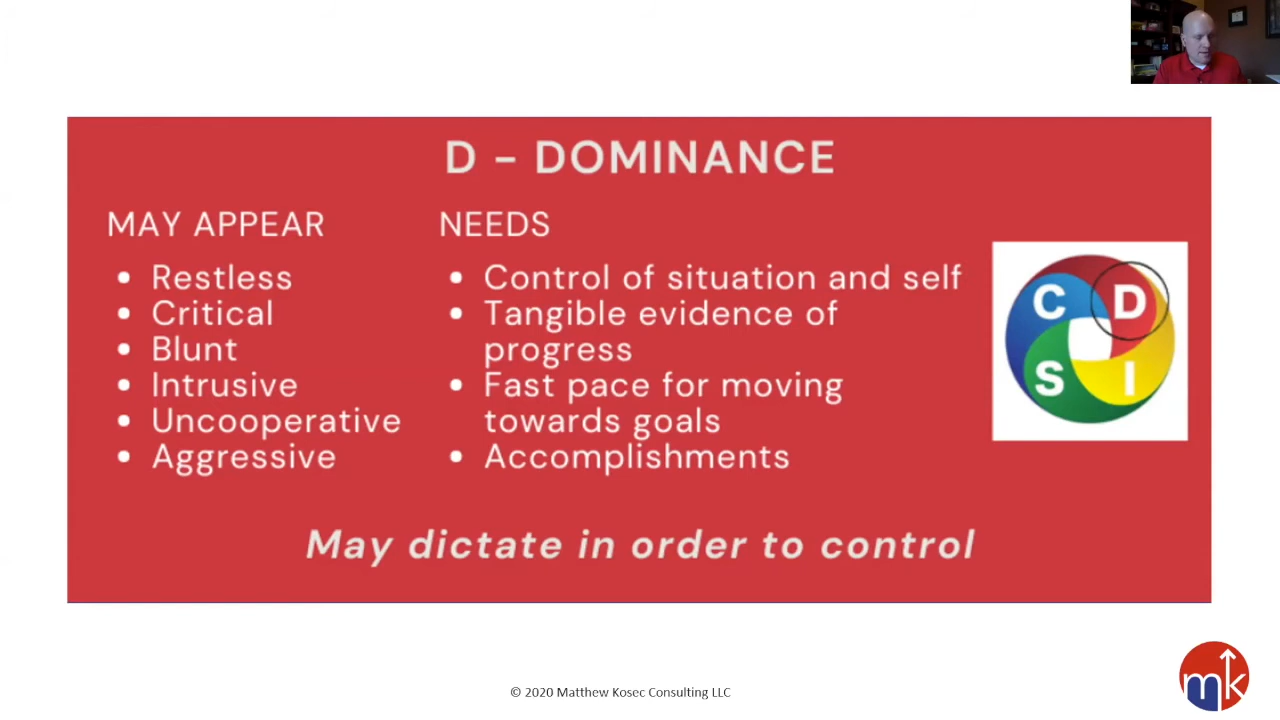 D – DOMINANCE
MAY APPEAR
• Restless
• Critical
• Blunt
• Intrusive
• Uncooperative
• Aggressive
NEEDS
• Control of situation and self
• Tangible evidence of
progress
• Fast pace for moving
towards goals
• Accomplishments
C D
S I
May dictate in order to control
© 2020 Matthew Kosec Consulting LLC
mk